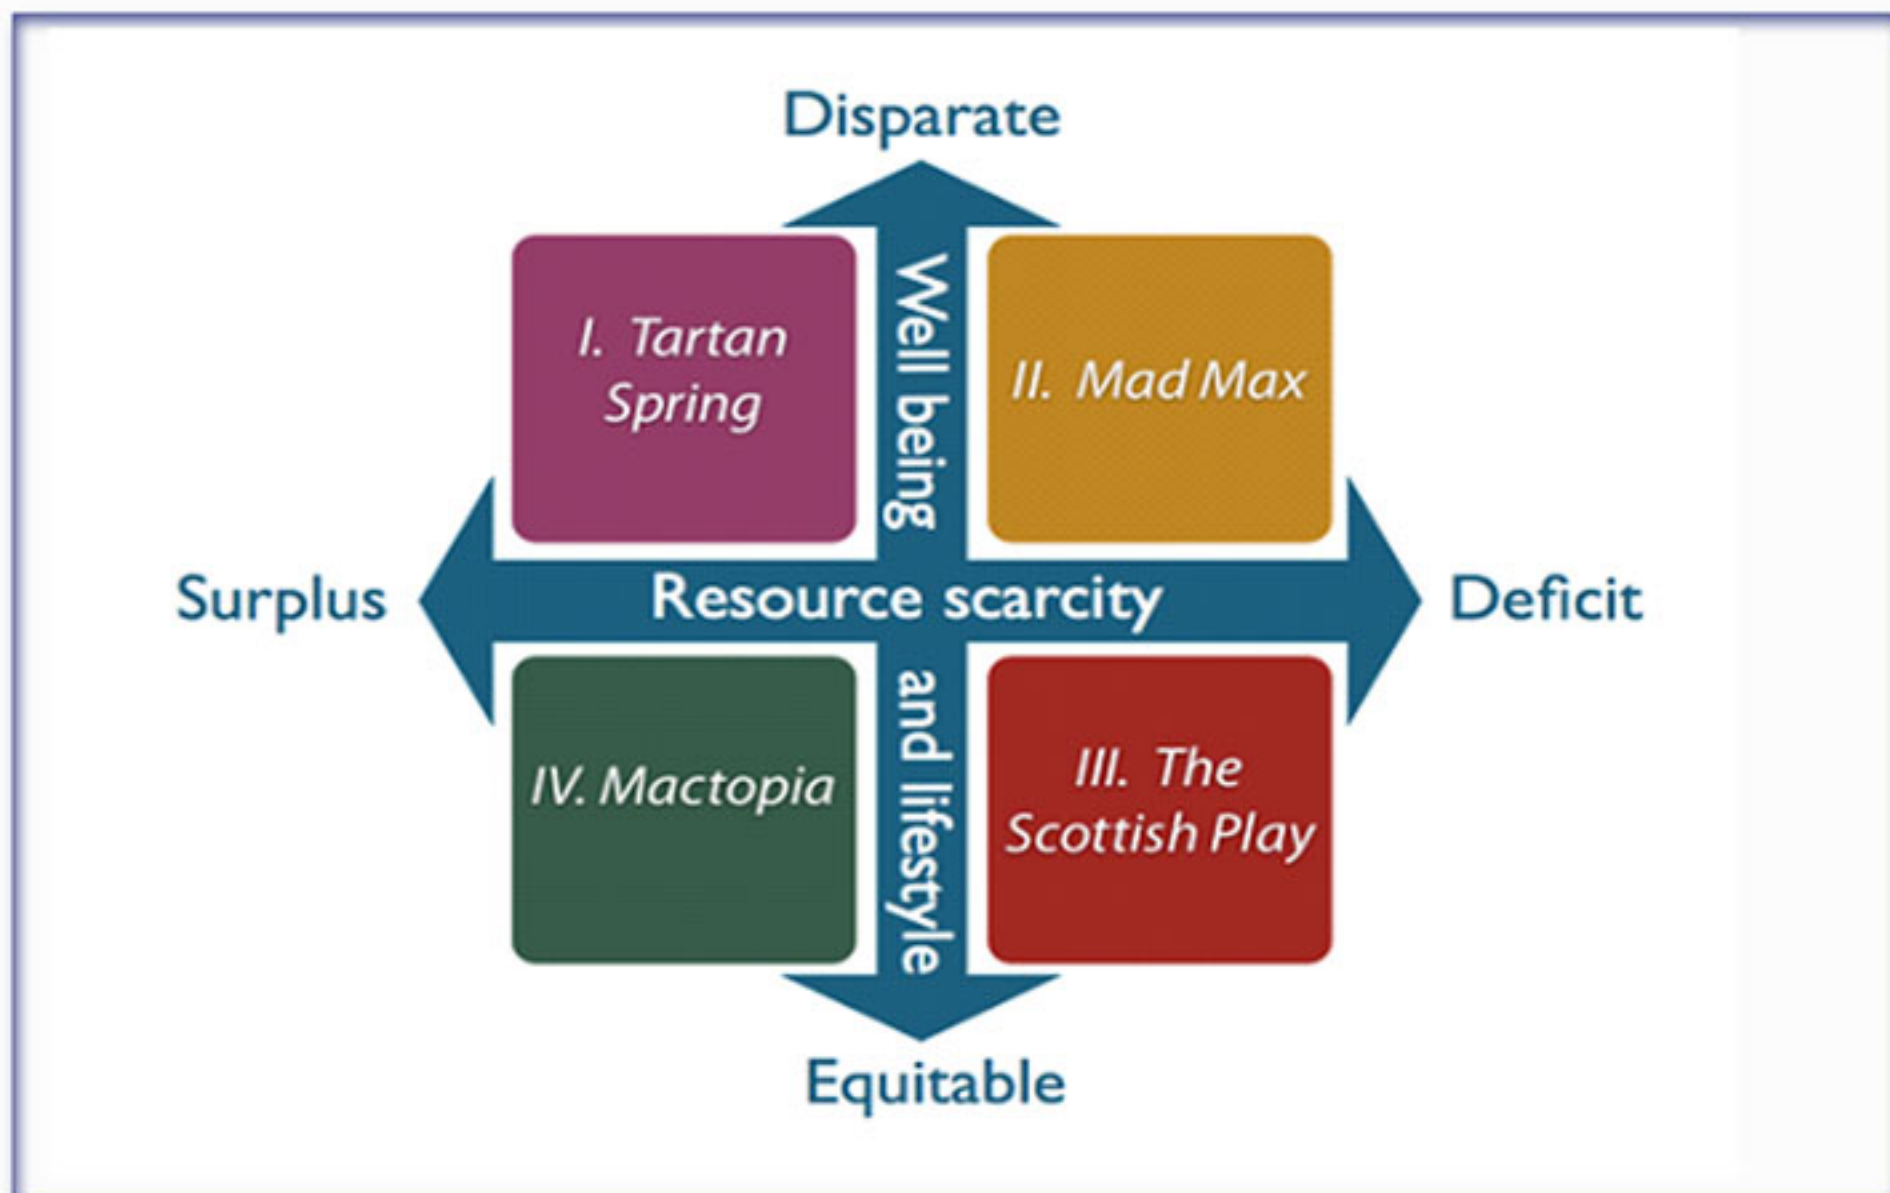 Disparate
I. Tartan
Spring
Well being
II. Mad Max
Surplus
Resource scarcity
Deficit
IV. Mactopia
and lifestyle
III. The
Scottish Play
Equitable